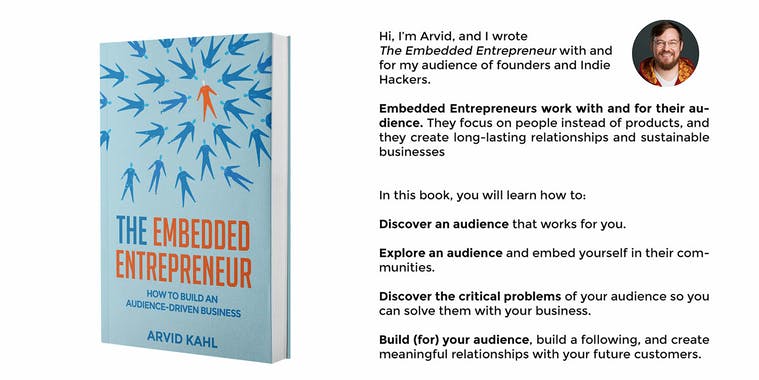 THE EMBEDDED
ENTREPRENEUR
HOW TO BUILD AN
AUDIENCE-DRIVEN BUSINESS
ARVID KAHL
Hi, I'm Arvid, and I wrote
The Embedded Entrepreneur with and
for my audience of founders and Indie
Hackers.
Embedded Entrepreneurs work with and for their au-
dience. They focus on people instead of products, and
they create long-lasting relationships and sustainable
businesses
In this book, you will learn how to:
Discover an audience that works for you.
Explore an audience and embed yourself in their com-
munities.
Discover the critical problems of your audience so you
can solve them with your business.
Build (for) your audience, build a following, and create
meaningful relationships with your future customers.